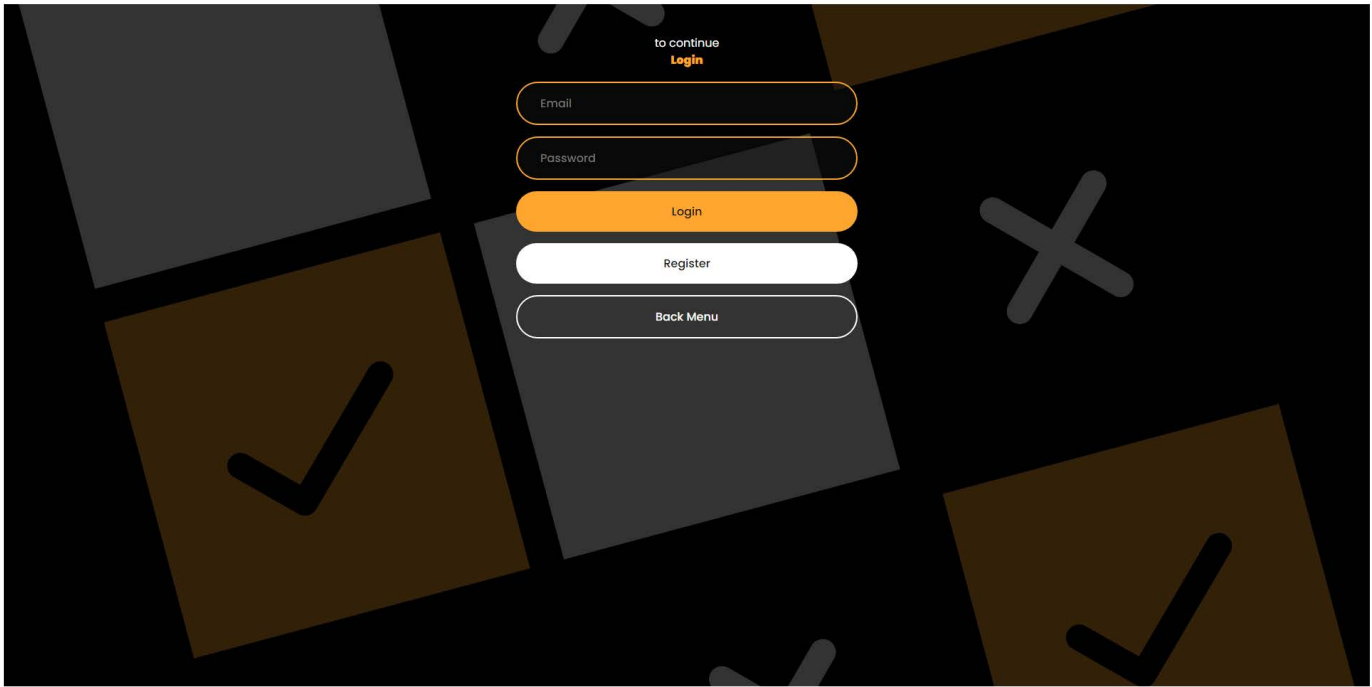 to continue
Login
Email
Password
Login
Register
Back Menu